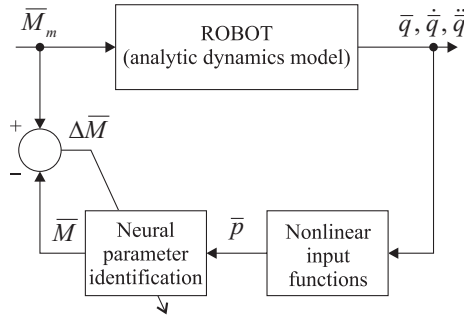 M̅ₘ
ROBOT
(analytic dynamics model)
q̅, q̅̇, q̅̈
+
ΔM̅
−
M̅
Neural
parameter
identification
p̅
Nonlinear
input
functions